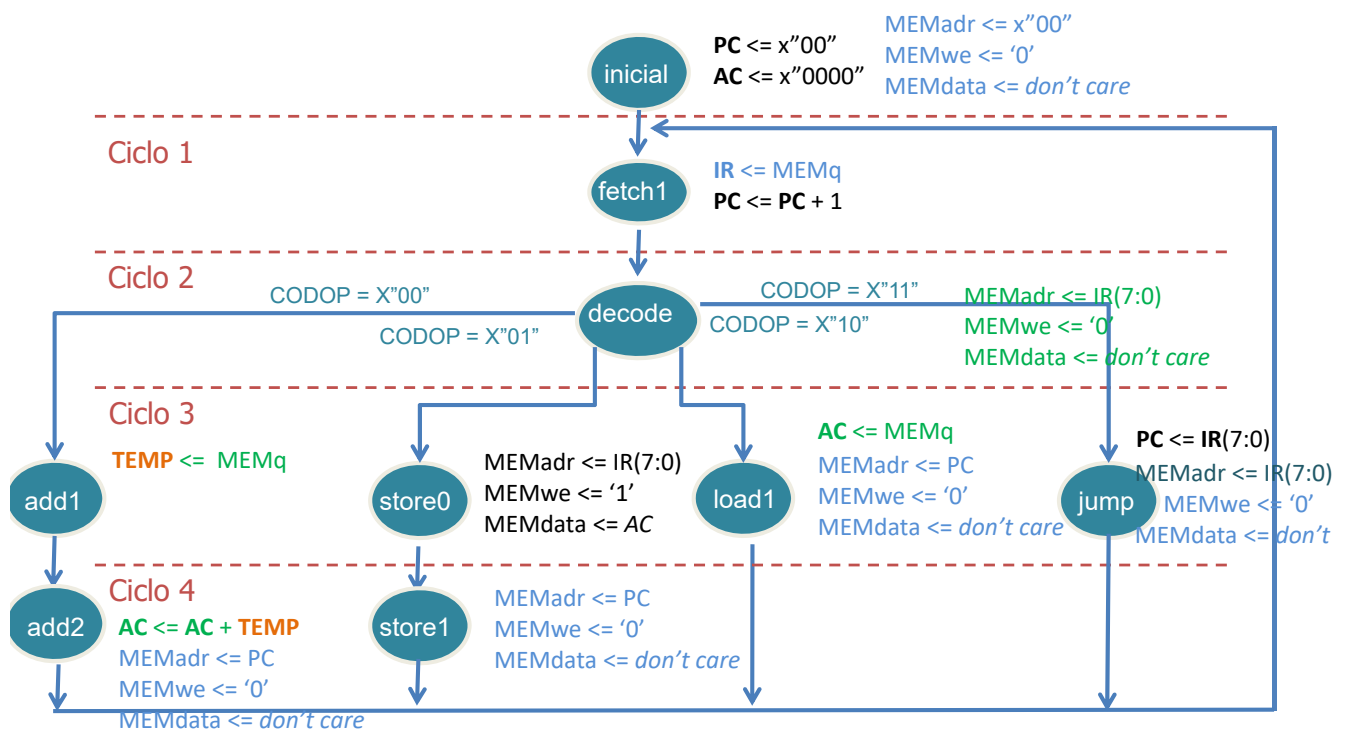 inicial
PC <= x”00”
AC <= x”0000”
MEMadr <= x”00”
MEMwe <= ‘0’
MEMdata <= don’t care
Ciclo 1
fetch1
IR <= MEMq
PC <= PC + 1
Ciclo 2
CODOP = X”00”
CODOP = X”01”
decode
CODOP = X”11”
CODOP = X”10”
MEMadr <= IR(7:0)
MEMwe <= ‘0’
MEMdata <= don’t care
Ciclo 3
add1
TEMP <= MEMq
store0
MEMadr <= IR(7:0)
MEMwe <= ‘1’
MEMdata <= AC
load1
AC <= MEMq
MEMadr <= PC
MEMwe <= ‘0’
MEMdata <= don’t care
jump
PC <= IR(7:0)
MEMadr <= IR(7:0)
MEMwe <= ‘0’
MEMdata <= don’t
Ciclo 4
add2
AC <= AC + TEMP
MEMadr <= PC
MEMwe <= ‘0’
MEMdata <= don’t care
store1
MEMadr <= PC
MEMwe <= ‘0’
MEMdata <= don’t care